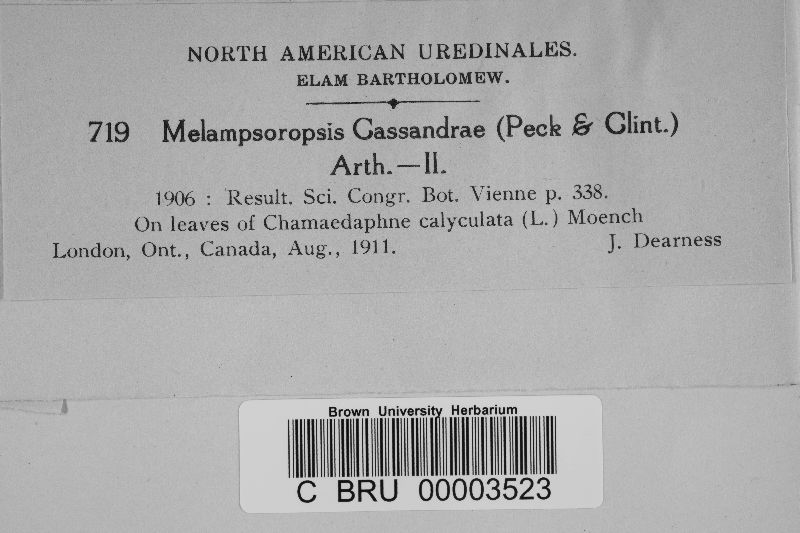 NORTH AMERICAN UREDINALES.
ELAM BARTHOLOMEW.
719 Melampsoropsis Cassandrae (Peck & Clint.)
Arth.—II.
1906 : Result. Sci. Congr. Bot. Vienne p. 338.
On leaves of Chamaedaphne calyculata (L.) Moench
London, Ont., Canada, Aug., 1911. J. Dearness
Brown University Herbarium
C BRU 00003523